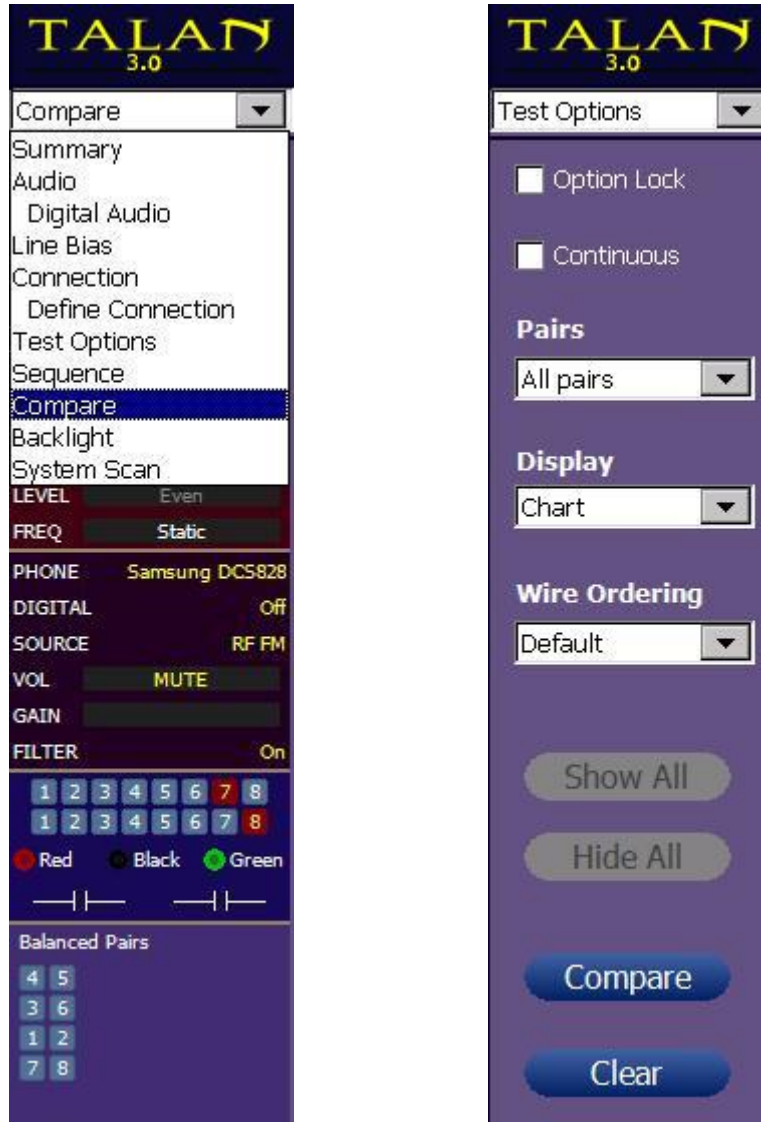 TALAN
3.0
Compare
Summary
Audio
Digital Audio
Line Bias
Connection
Define Connection
Test Options
Sequence
Compare
Backlight
System Scan
LEVEL Even
FREQ Static
PHONE Samsung DCS828
DIGITAL Off
SOURCE RF FM
VOL MUTE
GAIN
FILTER On
1 2 3 4 5 6 7 8
1 2 3 4 5 6 7 8
Red Black Green
Balanced Pairs
4 5
3 6
1 2
7 8
TALAN
3.0
Test Options
Option Lock
Continuous
Pairs
All pairs
Display
Chart
Wire Ordering
Default
Show All
Hide All
Compare
Clear